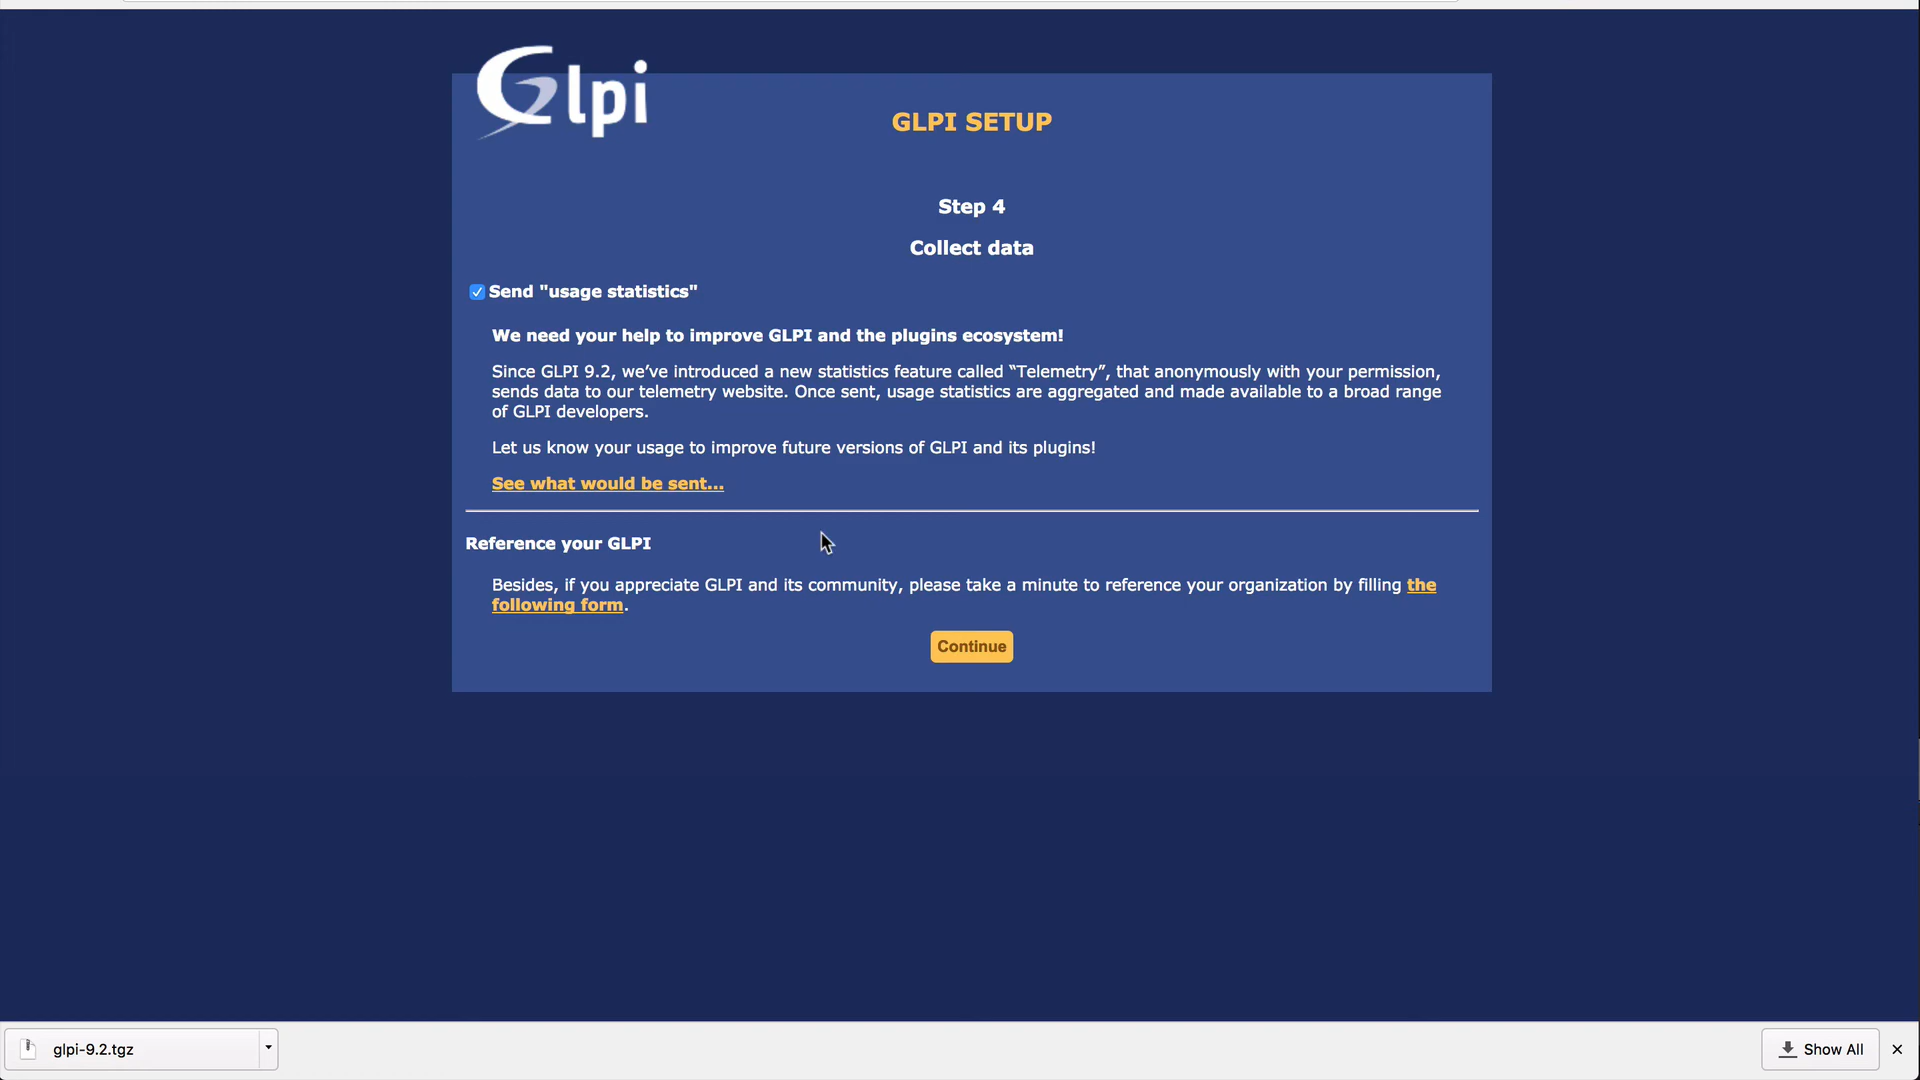 Glpi
GLPI SETUP
Step 4
Collect data
Send "usage statistics"
We need your help to improve GLPI and the plugins ecosystem!
Since GLPI 9.2, we’ve introduced a new statistics feature called “Telemetry”, that anonymously with your permission,
sends data to our telemetry website. Once sent, usage statistics are aggregated and made available to a broad range
of GLPI developers.
Let us know your usage to improve future versions of GLPI and its plugins!
See what would be sent...
Reference your GLPI
Besides, if you appreciate GLPI and its community, please take a minute to reference your organization by filling the
following form.
Continue
glpi-9.2.tgz
Show All